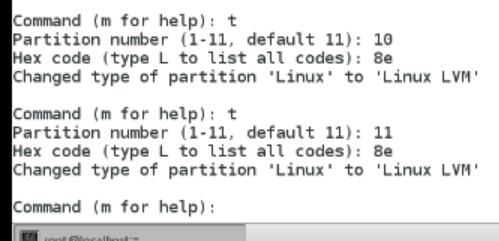 Command (m for help): t
Partition number (1-11, default 11): 10
Hex code (type L to list all codes): 8e
Changed type of partition 'Linux' to 'Linux LVM'
Command (m for help): t
Partition number (1-11, default 11): 11
Hex code (type L to list all codes): 8e
Changed type of partition 'Linux' to 'Linux LVM'
Command (m for help):